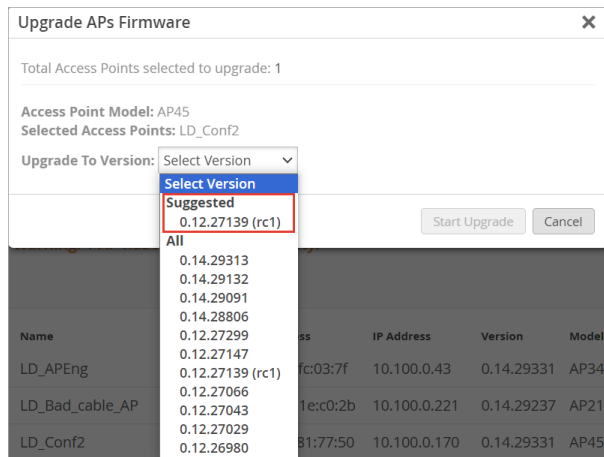 Upgrade APs Firmware
Total Access Points selected to upgrade: 1
Access Point Model: AP45
Selected Access Points: LD_Conf2
Upgrade To Version: Select Version
Select Version
Suggested
0.12.27139 (rc1)
Start Upgrade Cancel
All
0.14.29313
0.14.29132
0.14.29091
0.14.28806
0.12.27299
0.12.27147
0.12.27139 (rc1)
0.12.27066
0.12.27043
0.12.27029
0.12.26980
Name IP Address Version Model
LD_APEng fc:03:7f 10.100.0.43 0.14.29331 AP34
LD_Bad_cable_AP 1e:c0:2b 10.100.0.221 0.14.29237 AP21
LD_Conf2 81:77:50 10.100.0.170 0.14.29331 AP45